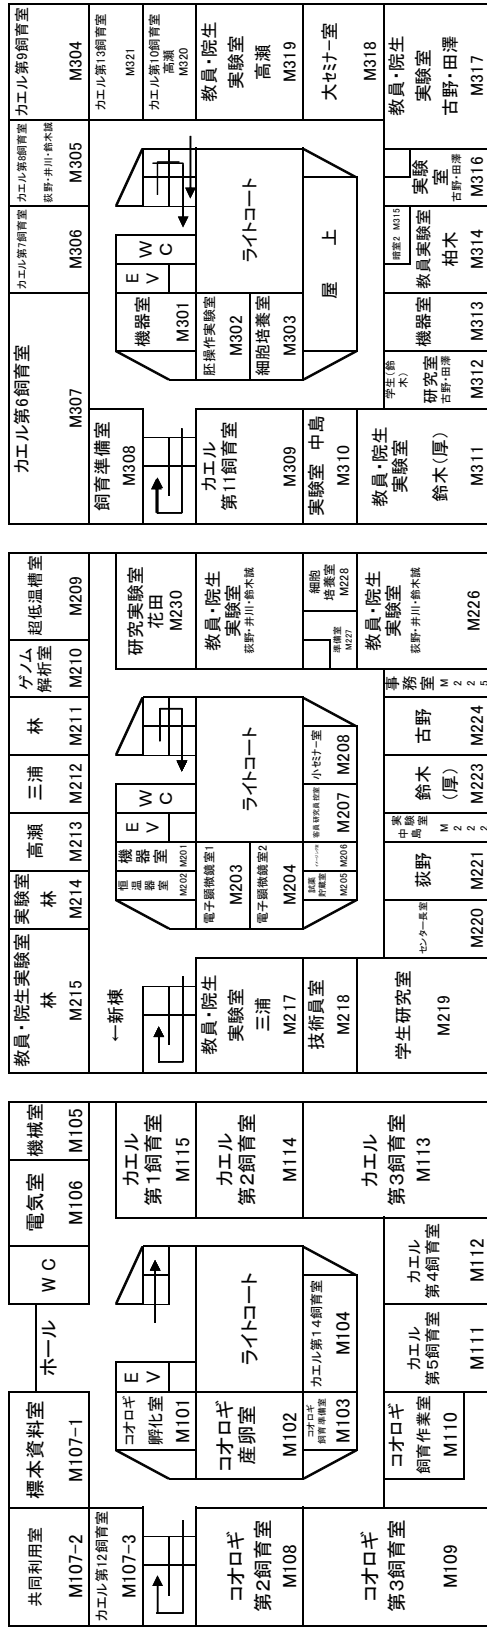 カエル第9飼育室
M304
カエル第13飼育室
M321
カエル第10飼育室
高瀬
M320
教員・院生
実験室
高瀬
M319
大セミナー室
M318
教員・院生
実験室
古野・田澤
M317
カエル第8飼育室
荻野・井川・鈴木誠
M305
カエル第7飼育室
M306
カエル第6飼育室
M307
飼育準備室
M308
W C
E V
機器室
M301
ライトコート
胚操作実験室
M302
細胞培養室
M303
屋 上
カエル
第11飼育室
M309
実験室 中島
M310
教員・院生
実験室
鈴木(厚)
M311
学生(鈴木)
研究室
古野・田澤
M312
機器室
M313
暗室2 M315
教員実験室
柏木
M314
実験室
古野・田澤
M316
超低温槽室
M209
ゲノム
解析室
M210
林
M211
三浦
M212
高瀬
M213
実験室
林
M214
教員・院生実験室
林
M215
←新棟
研究実験室
花田
M230
教員・院生
実験室
荻野・井川・鈴木誠
細胞
培養室
M228
準備室
M227
教員・院生
実験室
荻野・井川・鈴木誠
M226
W C
E V
機器室
M201
恒温器室
M202
ライトコート
電子顕微鏡室1
M203
電子顕微鏡室2
M204
小セミナー室
M208
客員研究員控室
M207
M206
試薬
貯蔵室
M205
教員・院生
実験室
三浦
M217
技術員室
M218
学生研究室
M219
センター長室
M220
荻野
M221
実験室
中島
M222
鈴木
(厚)
M223
古野
M224
事務室
M225
機械室
M105
電気室
M106
W C
ホール
標本資料室
M107-1
共同利用室
M107-2
カエル第12飼育室
M107-3
カエル
第1飼育室
M115
カエル
第2飼育室
M114
カエル
第3飼育室
M113
E V
コオロギ
孵化室
M101
ライトコート
コオロギ
産卵室
M102
カエル第14飼育室
M104
コオロギ
飼育準備室
M103
コオロギ
第2飼育室
M108
コオロギ
第3飼育室
M109
コオロギ
飼育作業室
M110
カエル
第5飼育室
M111
カエル
第4飼育室
M112